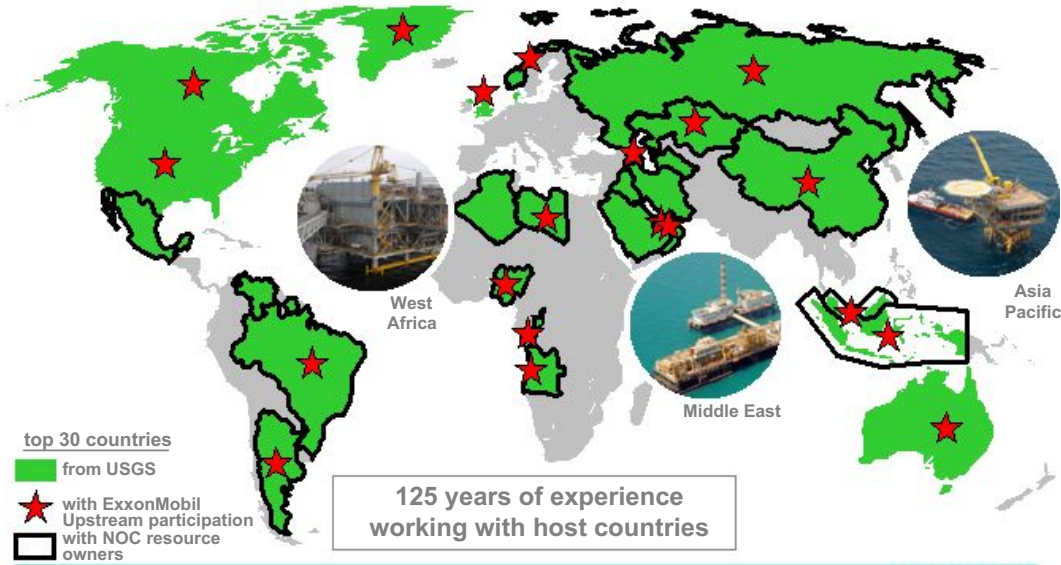 West
Africa
Middle East
Asia
Pacific
top 30 countries
from USGS
with ExxonMobil
Upstream participation
with NOC resource
owners
125 years of experience
working with host countries